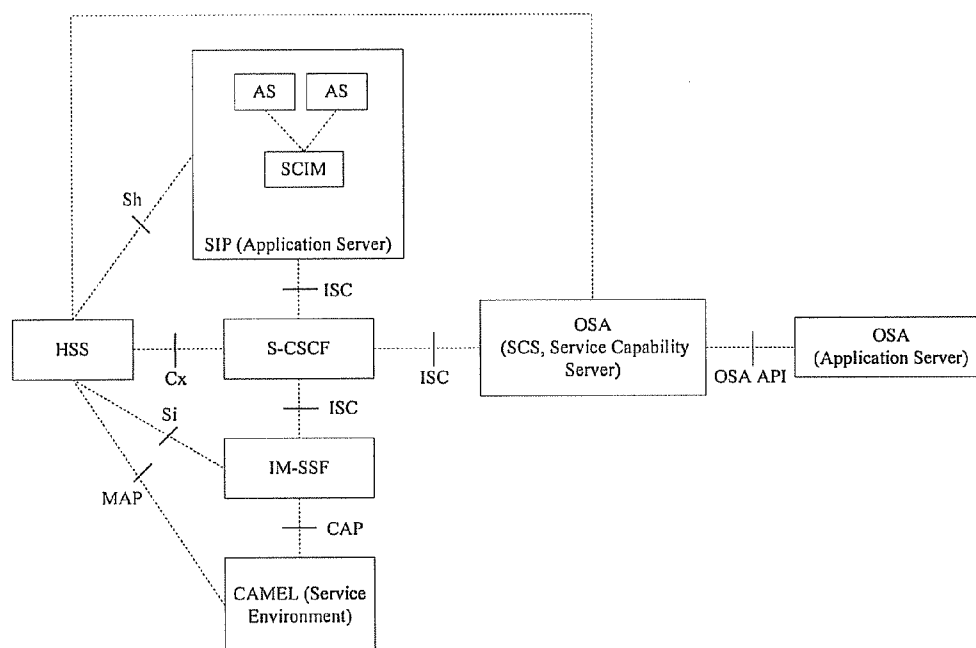 AS
AS
SCIM
Sh
SIP (Application Server)
ISC
HSS
Cx
S-CSCF
ISC
OSA
(SCS, Service Capability
Server)
OSA API
OSA
(Application Server)
Si
ISC
MAP
IM-SSF
CAP
CAMEL (Service
Environment)